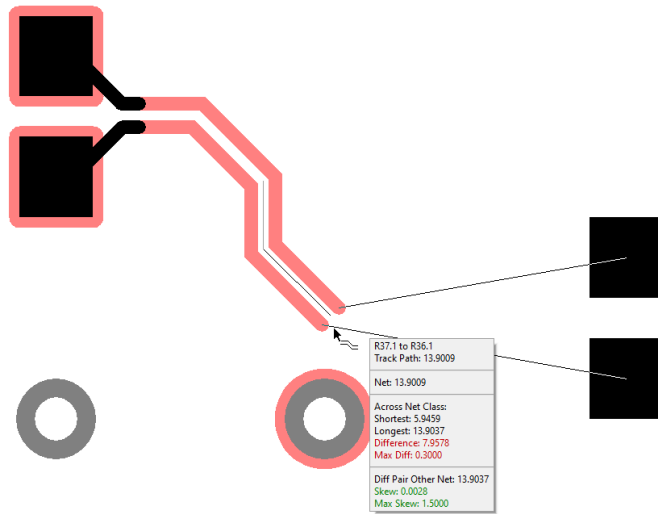 R37.1 to R36.1
Track Path: 13.9009
Net: 13.9009
Across Net Class:
Shortest: 5.9459
Longest: 13.9037
Difference: 7.9578
Max Diff: 0.3000
Diff Pair Other Net: 13.9037
Skew: 0.0028
Max Skew: 1.5000